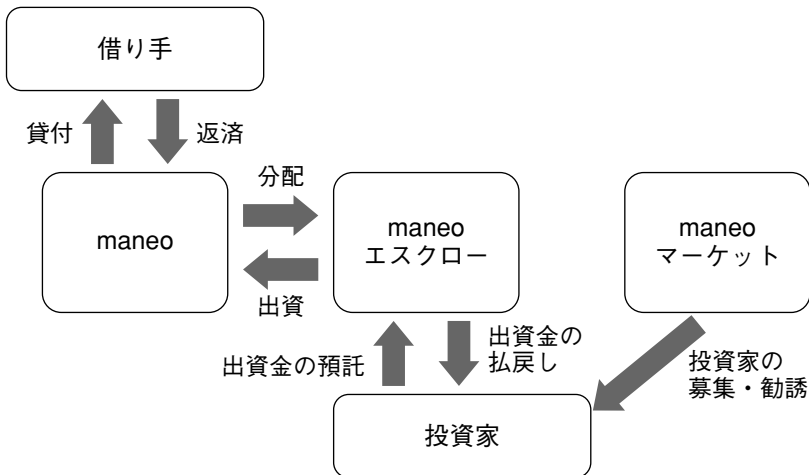 借り手
貸付
返済
maneo
分配
出資
maneo
エスクロー
maneo
マーケット
出資金の預託
出資金の
払戻し
投資家の
募集・勧誘
投資家